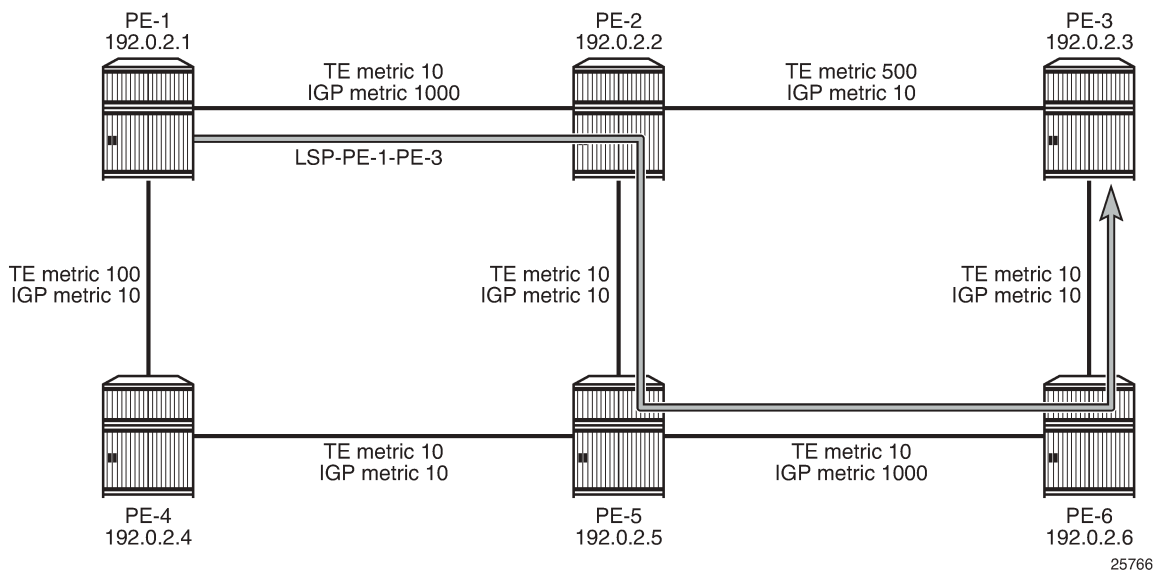 PE-1
192.0.2.1
PE-2
192.0.2.2
PE-3
192.0.2.3
TE metric 10
IGP metric 1000
TE metric 500
IGP metric 10
LSP-PE-1-PE-3
TE metric 100
IGP metric 10
TE metric 10
IGP metric 10
TE metric 10
IGP metric 10
TE metric 10
IGP metric 10
TE metric 10
IGP metric 1000
PE-4
192.0.2.4
PE-5
192.0.2.5
PE-6
192.0.2.6
25766